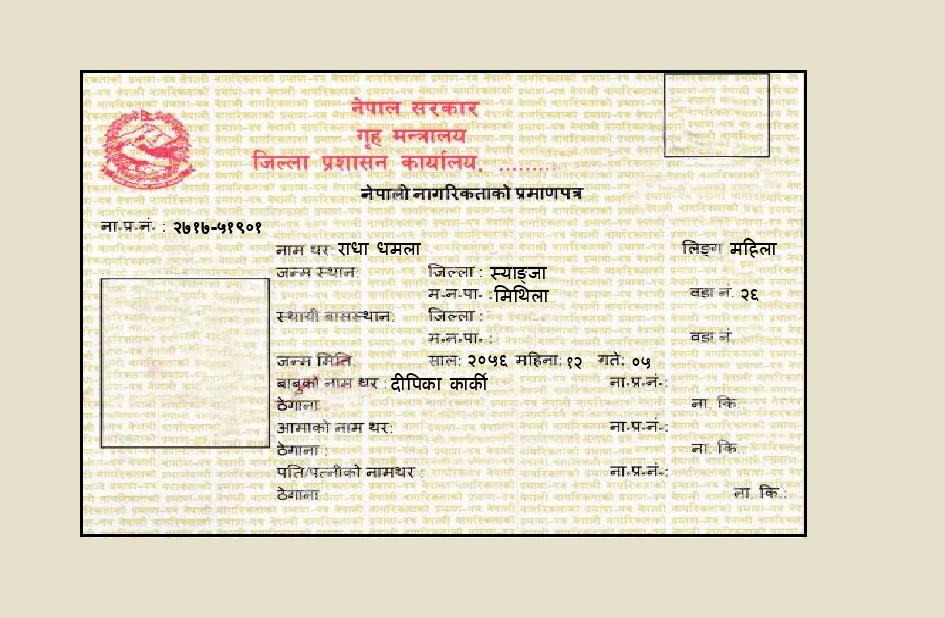 नेपाल सरकार
गृह मन्त्रालय
जिल्ला प्रशासन कार्यालय, .........
नेपाली नागरिकताको प्रमाणपत्र
ना.प्र.नं. : २७१७-५१९०१
नाम थर राधा धमला लिङ्ग महिला
जन्म स्थान: जिल्ला : स्याङ्जा
म.न.पा. :मिथिला वडा नं. २६
स्थायी बासस्थान: जिल्ला :
म.न.पा. : वडा नं
जन्म मिति: साल: २०५६ महिना: १२ गते: ०५
बाबुको नाम थर : दीपिका कार्की ना.प्र.नं.:
ठेगाना ना. कि.
आमाको नाम थर: ना.प्र.नं.:
ठेगाना : ना. कि.
पति/पत्नीको नामथर : ना.प्र.नं.:
ठेगाना : ना. कि.: